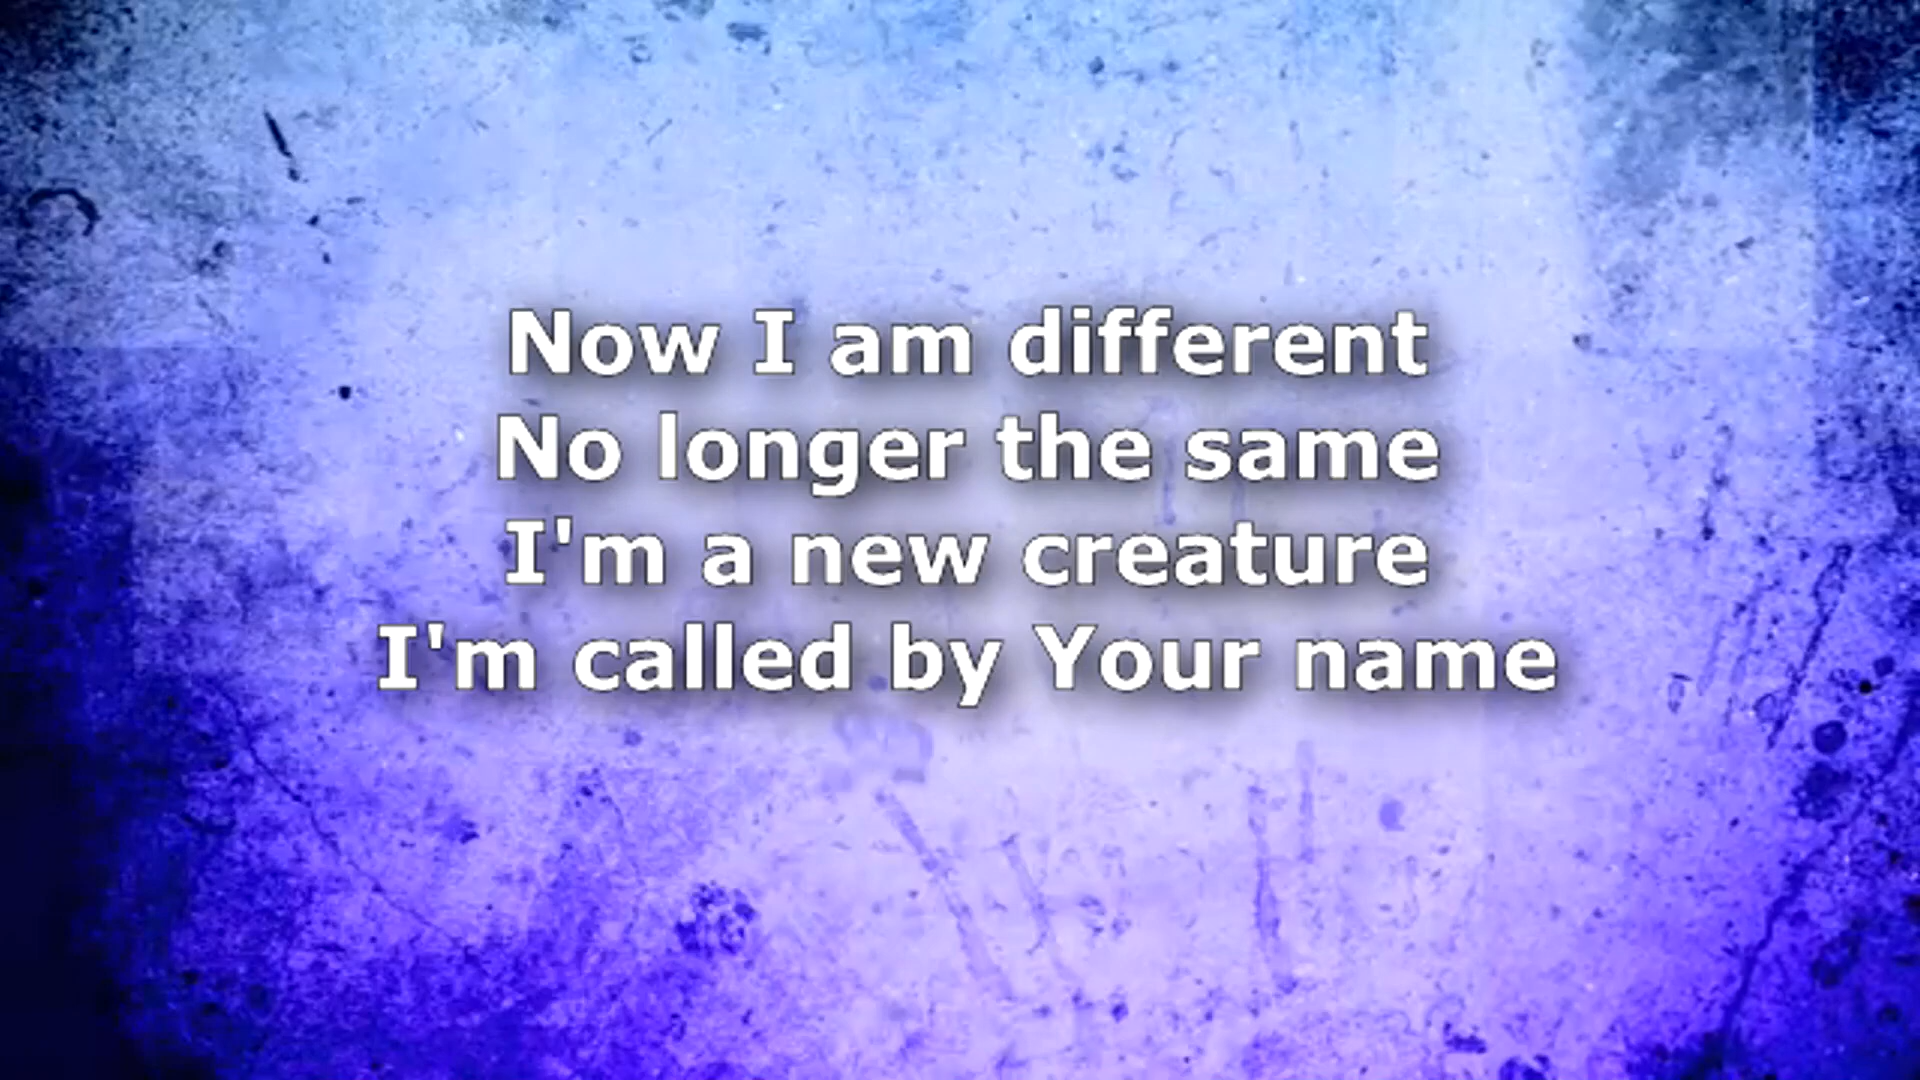 Now I am different
No longer the same
I'm a new creature
I'm called by Your name